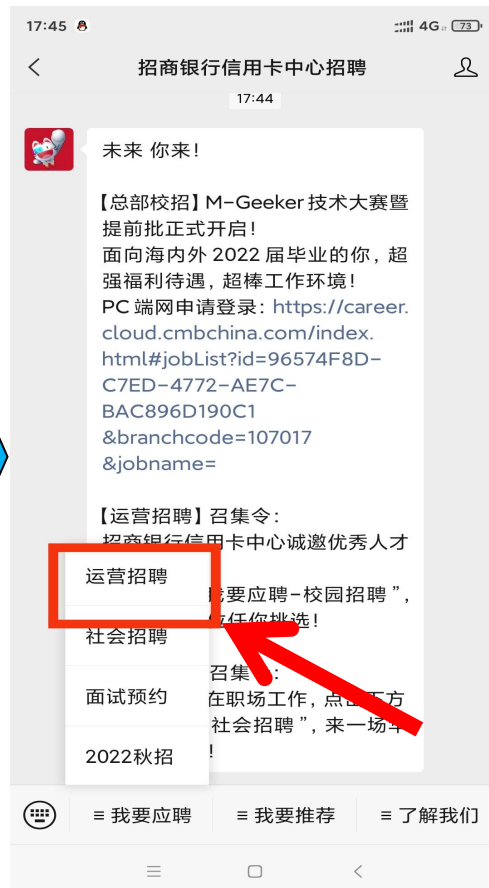 17:45 4G 73
招商银行信用卡中心招聘
17:44
未来 你来！
【总部校招】M-Geeker 技术大赛暨
提前批正式开启！
面向海内外 2022 届毕业的你，超
强福利待遇，超棒工作环境！
PC 端网申请登录：https://career.
cloud.cmbchina.com/index.
html#jobList?id=96574F8D-
C7ED-4772-AE7C-
BAC896D190C1
&branchcode=107017
&jobname=
【运营招聘】召集令：
招商银行信用卡中心诚邀优秀人才
运营招聘
我要应聘-校园招聘”，
位任你挑选！
社会招聘
召集
：
面试预约
在职场工作，点击下方
社会招聘”，来一场
2022秋招
！
≡ 我要应聘 ≡ 我要推荐 ≡ 了解我们